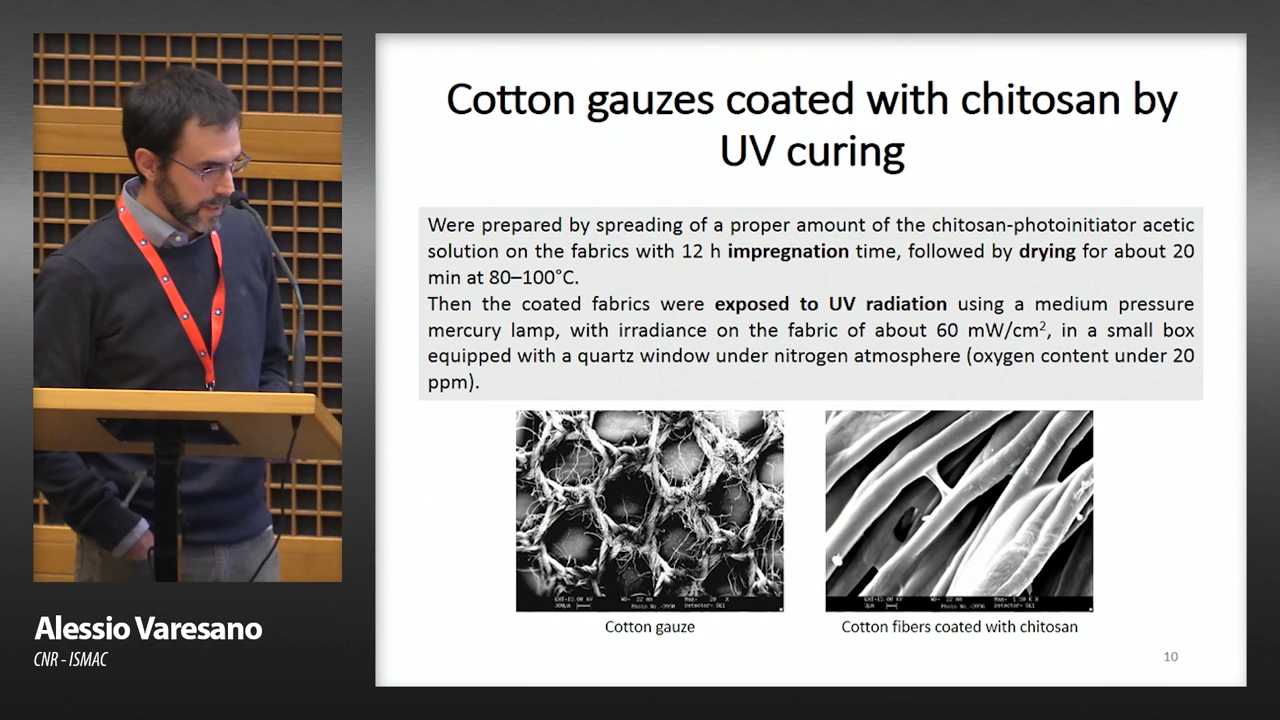 Cotton gauzes coated with chitosan by
UV curing
Were prepared by spreading of a proper amount of the chitosan-photoinitiator acetic
solution on the fabrics with 12 h impregnation time, followed by drying for about 20
min at 80–100°C.
Then the coated fabrics were exposed to UV radiation using a medium pressure
mercury lamp, with irradiance on the fabric of about 60 mW/cm², in a small box
equipped with a quartz window under nitrogen atmosphere (oxygen content under 20
ppm).
Cotton gauze
Cotton fibers coated with chitosan
10
Alessio Varesano
CNR - ISMAC